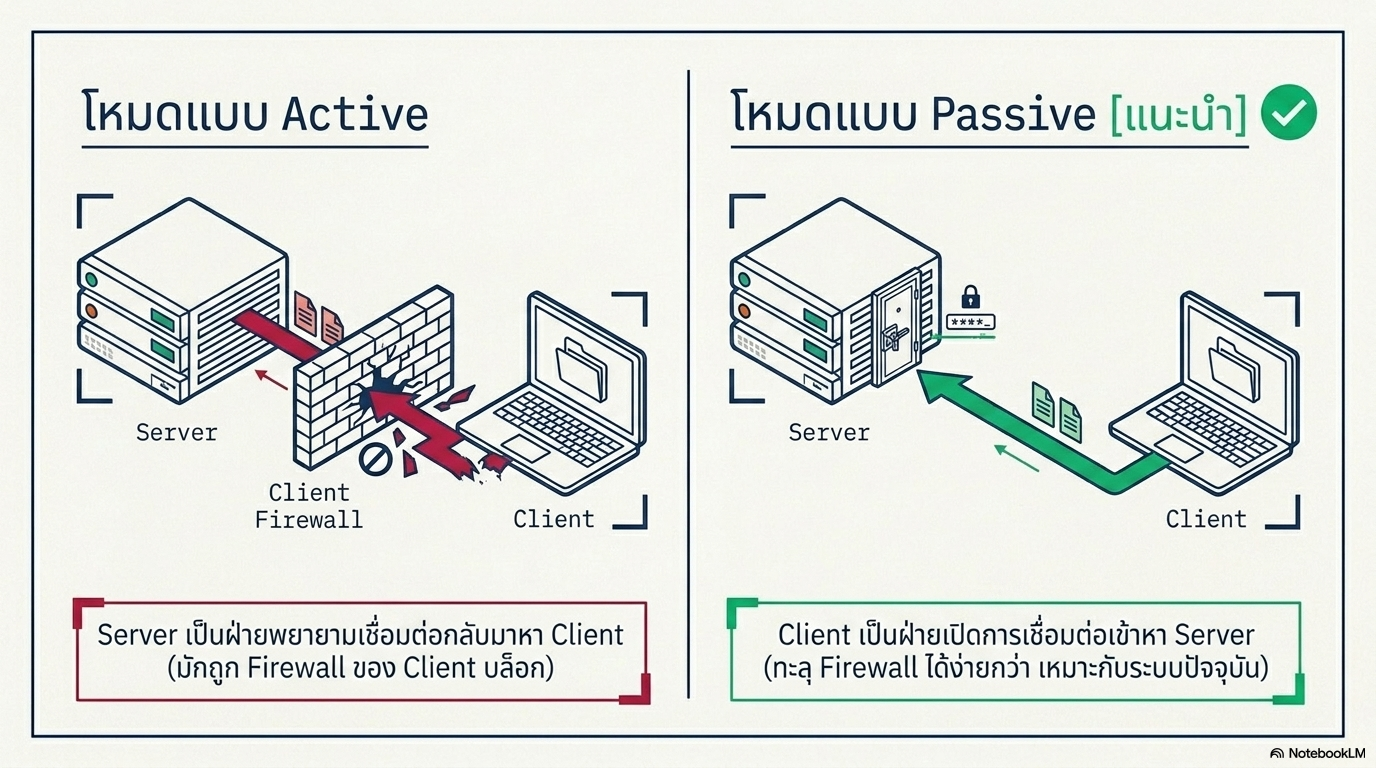 โหมดแบบ Active
Server
Client
Firewall
Client
Server เป็นฝ่ายพยายามเชื่อมต่อกลับมาหา Client
(มักถูก Firewall ของ Client บล็อก)
โหมดแบบ Passive [แนะนำ]
****_
Server
Client
Client เป็นฝ่ายเปิดการเชื่อมต่อเข้าหา Server
(ทะลุ Firewall ได้ง่ายกว่า เหมาะกับระบบปัจจุบัน)
NotebookLM